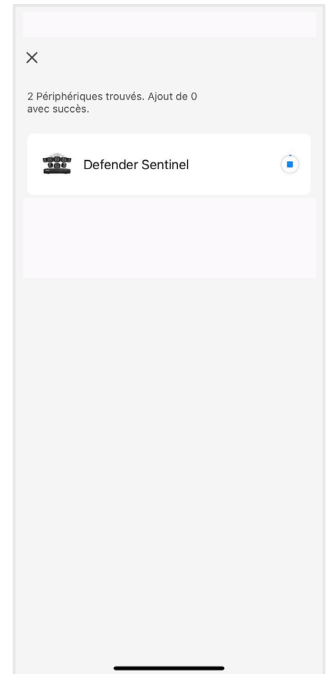 2 Périphériques trouvés. Ajout de 0
avec succès.
Defender Sentinel